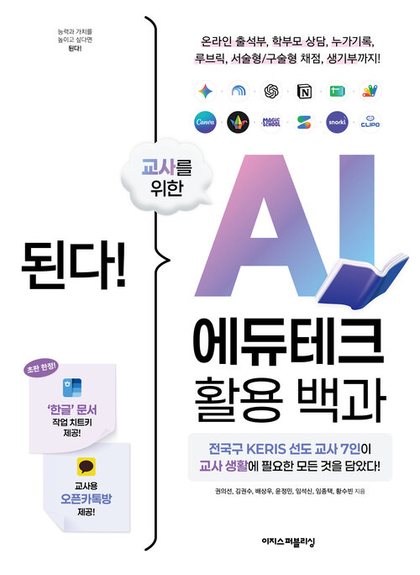 능력과 가치를
높이고 싶다면
된다!
온라인 출석부, 학부모 상담, 누가기록,
루브릭, 서술형/구술형 채점, 생기부까지!
Canva
MAGIC
SCHOOL
snorkl
CLIPO
교사를
위한
된다!
AI
에듀테크
활용 백과
초판 한정!
'한글' 문서
작업 치트키
제공!
교사용
오픈카톡방
제공!
전국구 KERIS 선도 교사 7인이
교사 생활에 필요한 모든 것을 담았다!
권의선, 김권수, 배상우, 윤정민, 임석신, 임종택, 황수빈 지음
이지스퍼블리싱